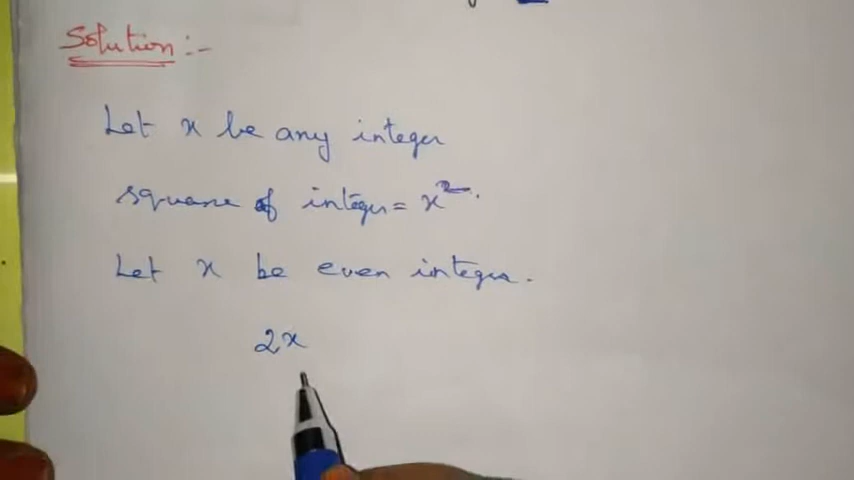 Solution :-
Let x be any integer
square of integer = x².
Let x be even integer.
2x